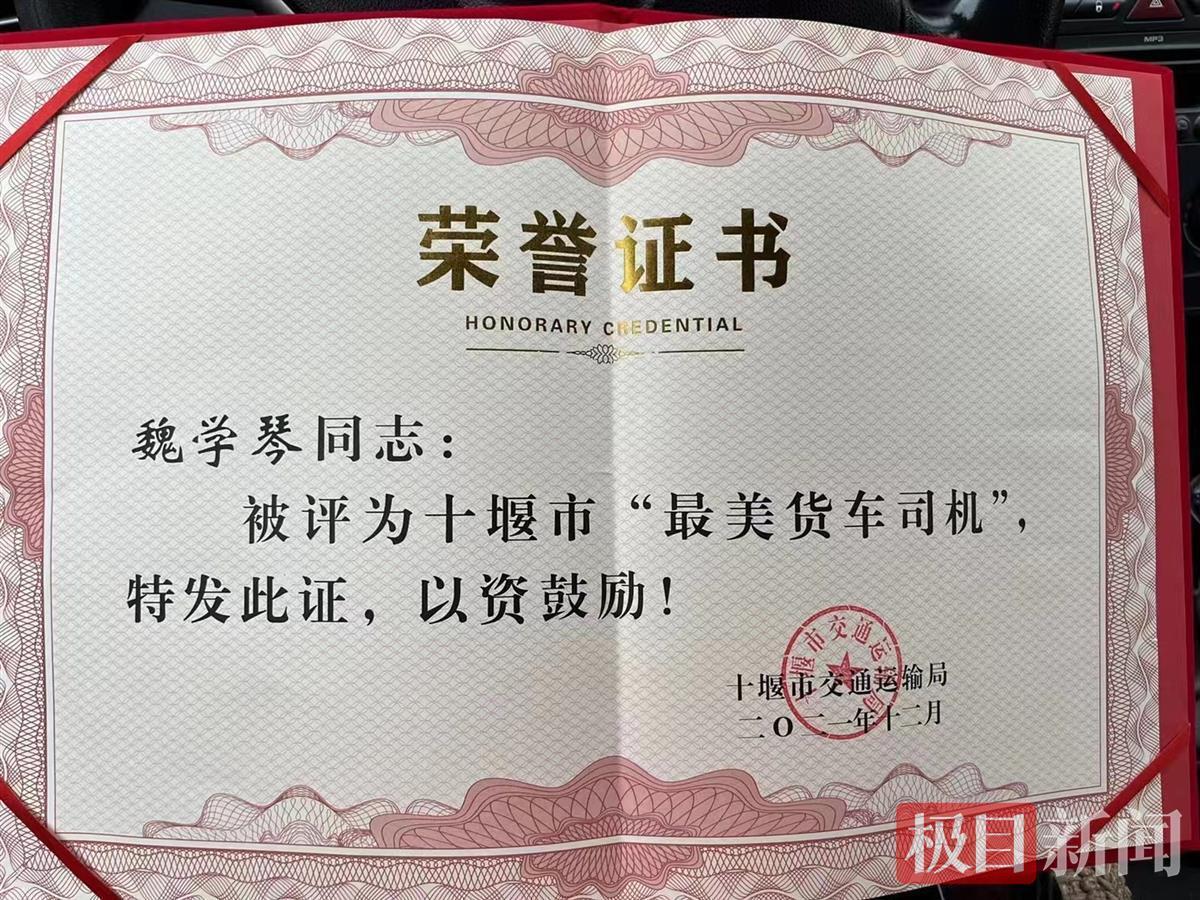 MP3
荣誉证书
HONORARY CREDENTIAL
魏学琴同志：
被评为十堰市“最美货车司机”，
特发此证，以资鼓励！
十堰市交通运输局
二〇二一年十二月
极目新闻